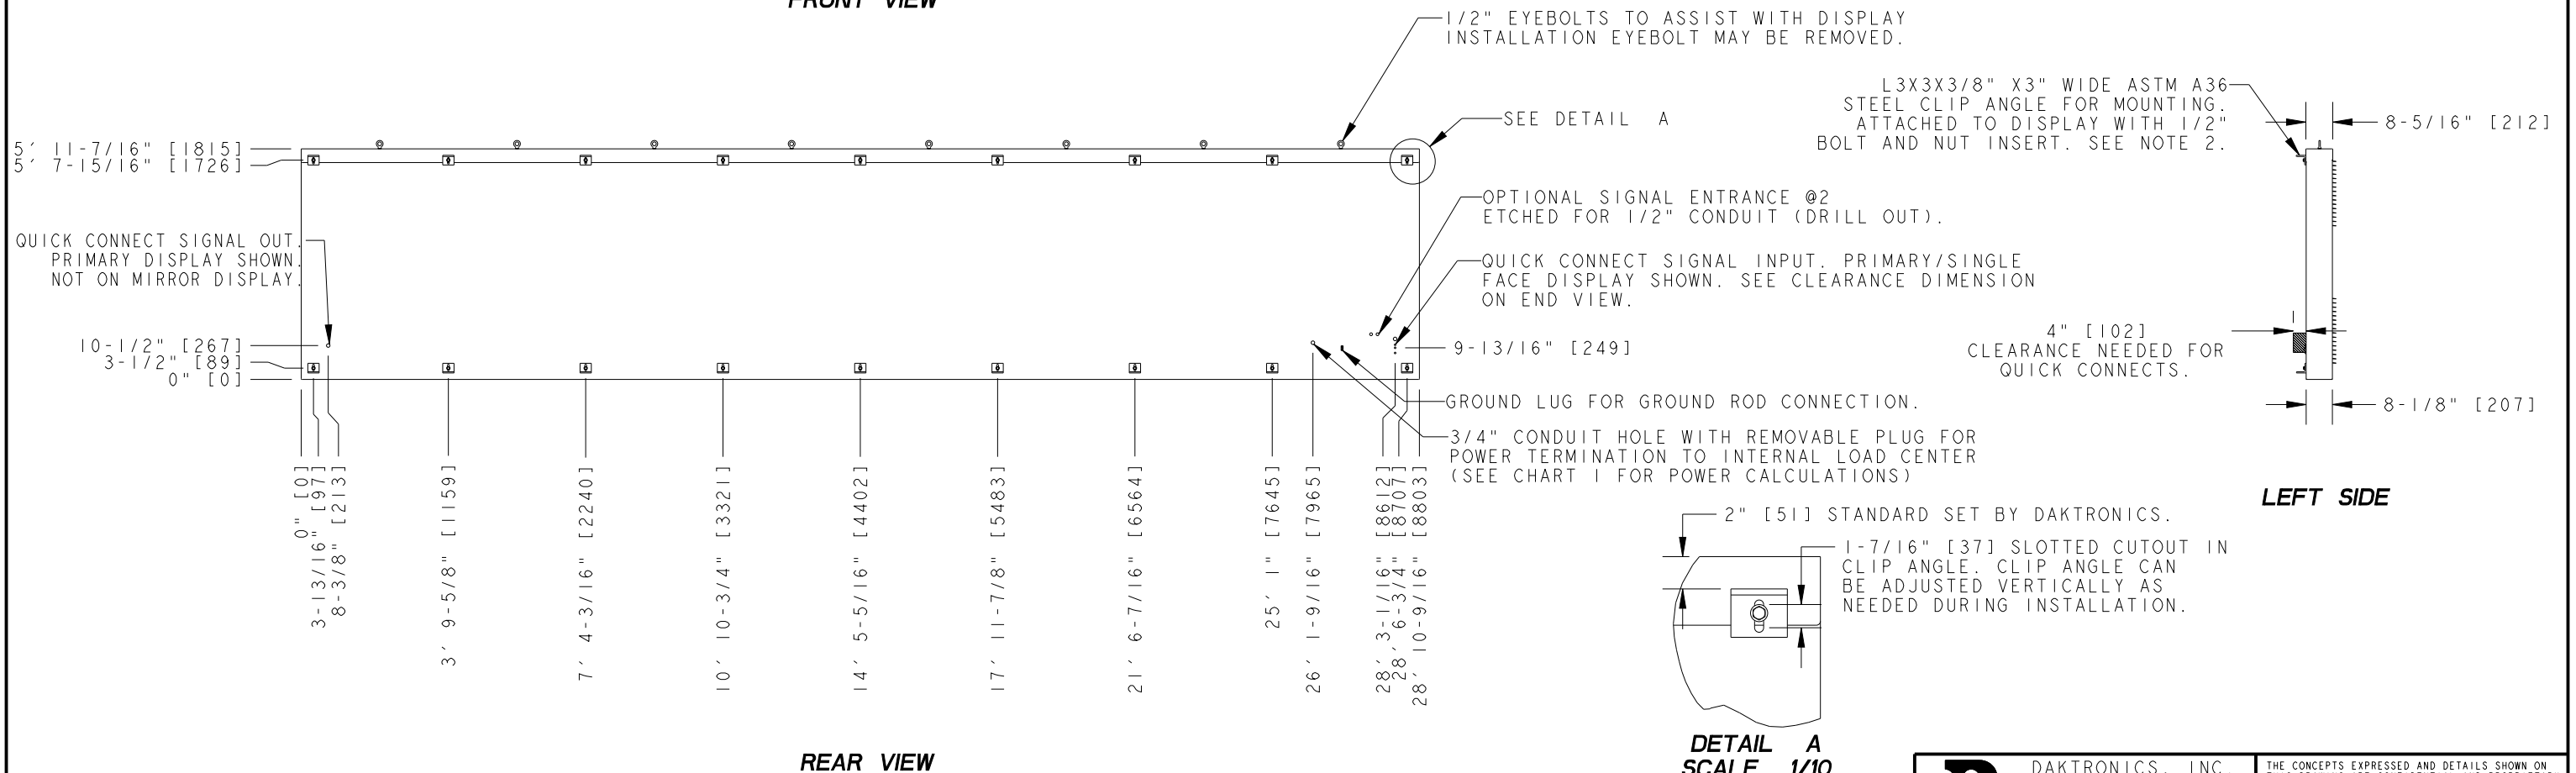 FRONT VIEW
1/2" EYEBOLTS TO ASSIST WITH DISPLAY
INSTALLATION EYEBOLT MAY BE REMOVED.
L3X3X3/8" X3" WIDE ASTM A36
STEEL CLIP ANGLE FOR MOUNTING.
ATTACHED TO DISPLAY WITH 1/2"
BOLT AND NUT INSERT. SEE NOTE 2.
8-5/16" [212]
SEE DETAIL A
5' 11-7/16" [1815]
5' 7-15/16" [1726]
OPTIONAL SIGNAL ENTRANCE @2
ETCHED FOR 1/2" CONDUIT (DRILL OUT).
QUICK CONNECT SIGNAL OUT.
PRIMARY DISPLAY SHOWN.
NOT ON MIRROR DISPLAY.
QUICK CONNECT SIGNAL INPUT. PRIMARY/SINGLE
FACE DISPLAY SHOWN. SEE CLEARANCE DIMENSION
ON END VIEW.
10-1/2" [267]
3-1/2" [89]
0" [0]
9-13/16" [249]
4" [102]
CLEARANCE NEEDED FOR
QUICK CONNECTS.
8-1/8" [207]
GROUND LUG FOR GROUND ROD CONNECTION.
3/4" CONDUIT HOLE WITH REMOVABLE PLUG FOR
POWER TERMINATION TO INTERNAL LOAD CENTER
(SEE CHART 1 FOR POWER CALCULATIONS)
0" [0]
3-13/16" [97]
8-3/8" [213]
3' 9-5/8" [1159]
7' 4-3/16" [2240]
10' 10-3/4" [3321]
14' 5-5/16" [4402]
17' 11-7/8" [5483]
21' 6-7/16" [6564]
25' 1" [7645]
26' 1-9/16" [7965]
28' 3-1/16" [8612]
28' 6-3/4" [8707]
28' 10-9/16" [8803]
LEFT SIDE
2" [51] STANDARD SET BY DAKTRONICS.
1-7/16" [37] SLOTTED CUTOUT IN
CLIP ANGLE. CLIP ANGLE CAN
BE ADJUSTED VERTICALLY AS
NEEDED DURING INSTALLATION.
DETAIL A
SCALE 1/10
REAR VIEW
DAKTRONICS, INC.
THE CONCEPTS EXPRESSED AND DETAILS SHOWN ON